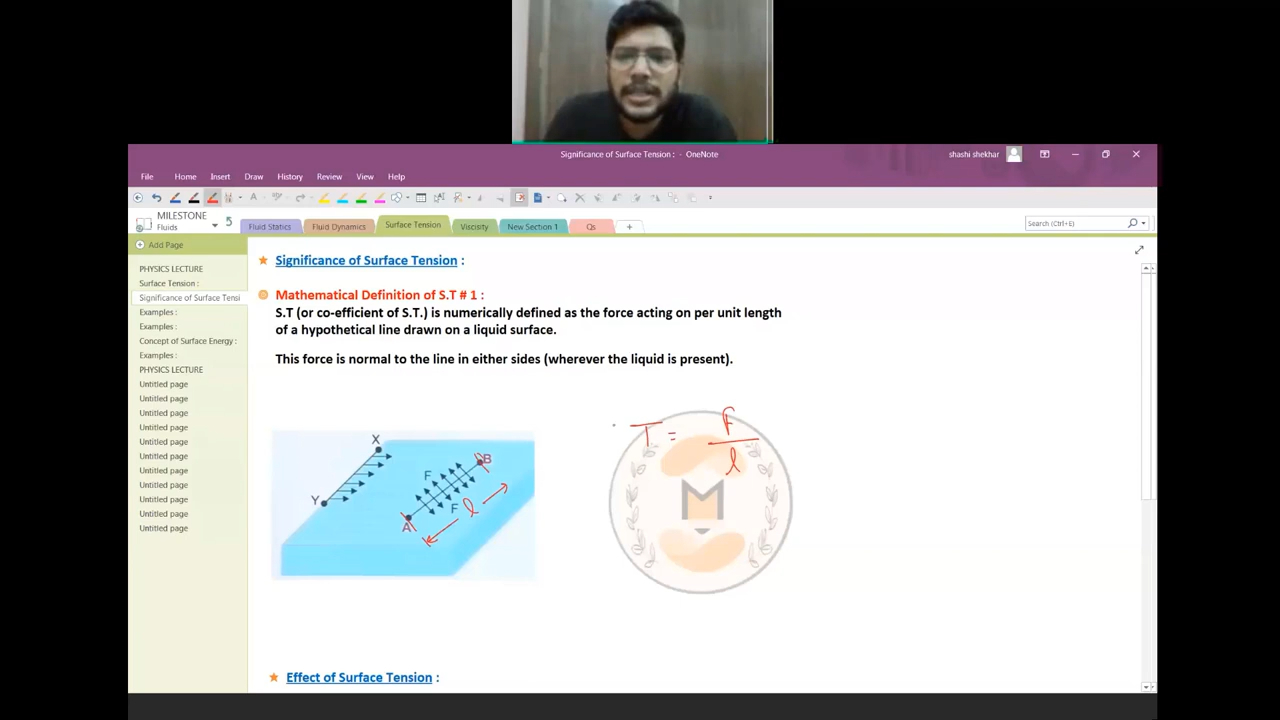 Significance of Surface Tension : - OneNote
shashi shekhar
File Home Insert Draw History Review View Help
MILESTONE
Fluids
Fluid Statics Fluid Dynamics Surface Tension Viscosity New Section 1 Qs +
Search (Ctrl+E)
Add Page
PHYSICS LECTURE
Surface Tension :
Significance of Surface Tensi
Examples :
Examples :
Concept of Surface Energy :
Examples :
PHYSICS LECTURE
Untitled page
Untitled page
Untitled page
Untitled page
Untitled page
Untitled page
Untitled page
Untitled page
Untitled page
Untitled page
Untitled page
Significance of Surface Tension :
Mathematical Definition of S.T # 1 :
S.T (or co-efficient of S.T.) is numerically defined as the force acting on per unit length
of a hypothetical line drawn on a liquid surface.
This force is normal to the line in either sides (wherever the liquid is present).
X
Y
F
B
F
A
l
T = F
l
M
Effect of Surface Tension :